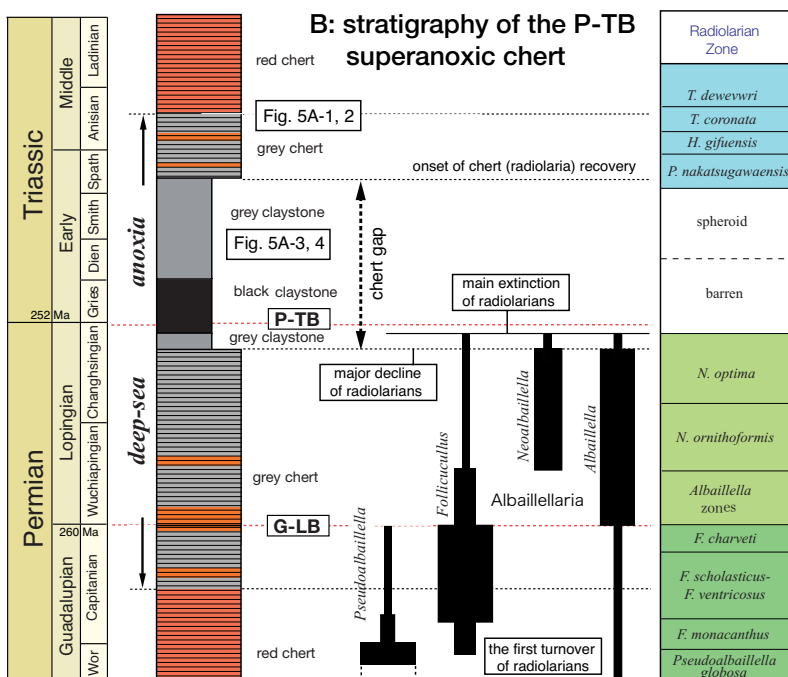 B: stratigraphy of the P-TB
superanoxic chert
Triassic
Permian
Middle
Early
Lopingian
Guadalupian
Ladinian
Anisian
Spath
Smith
Dien
Gries
Changhsingian
Wuchiapingian
Capitanian
Wor
252 Ma
260 Ma
anoxia
deep-sea
red chert
Fig. 5A-1, 2
grey chert
onset of chert (radiolaria) recovery
grey claystone
Fig. 5A-3, 4
chert gap
black claystone
main extinction
of radiolarians
P-TB
grey claystone
major decline
of radiolarians
Neoalbaillella
Albaillella
Follicucullus
grey chert
Albaillellaria
G-LB
Pseudoalbaillella
red chert
the first turnover
of radiolarians
Radiolarian
Zone
T. dewevwri
T. coronata
H. gifuensis
P. nakatsugawaensis
spheroid
barren
N. optima
N. ornithoformis
Albaillella
zones
F. charveti
F. scholasticus-
F. ventricosus
F. monacanthus
Pseudoalbaillella
globosa